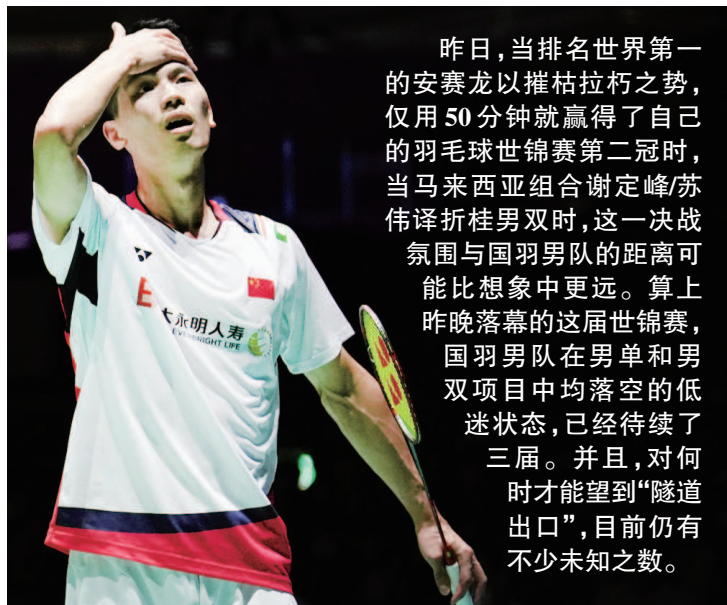 昨日，当排名世界第一
的安赛龙以摧枯拉朽之势，
仅用50分钟就赢得了自己
的羽毛球世锦赛第二冠时，
当马来西亚组合谢定峰/苏
伟译折桂男双时，这一决战
氛围与国羽男队的距离可
能比想象中更远。算上
昨晚落幕的这届世锦赛，
国羽男队在男单和男
双项目中均落空的低
迷状态，已经待续了
三届。并且，对何
时才能望到“隧道
出口”，目前仍有
不少未知之数。
大永明人寿
LIFE